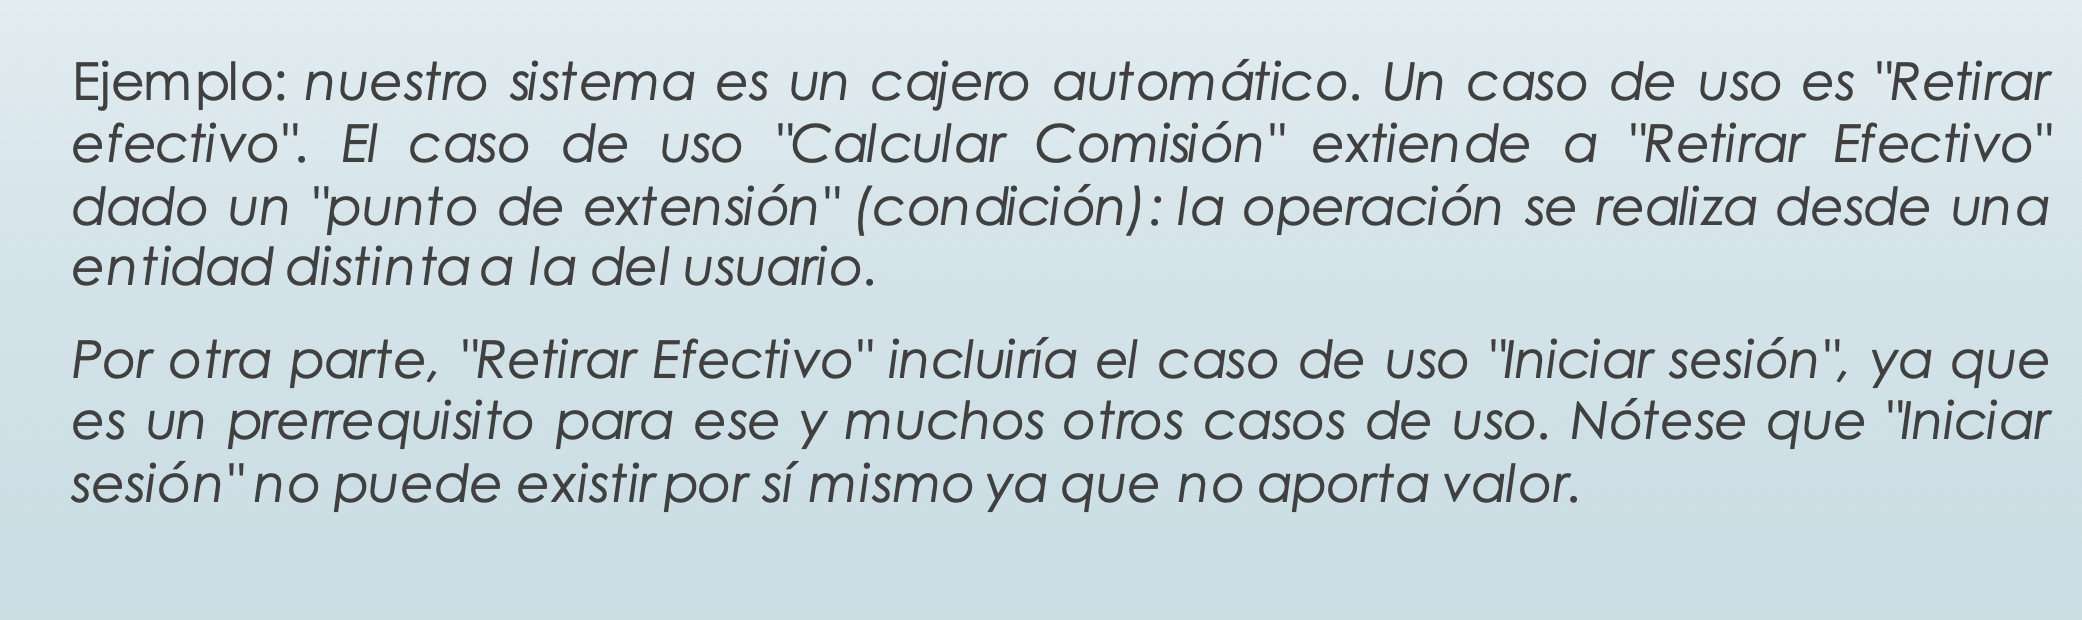 Ejemplo: nuestro sistema es un cajero automático. Un caso de uso es "Retirar
efectivo". El caso de uso "Calcular Comisión" extiende a "Retirar Efectivo"
dado un "punto de extensión" (condición): la operación se realiza desde una
entidad distinta a la del usuario.
Por otra parte, "Retirar Efectivo" incluiría el caso de uso "Iniciar sesión", ya que
es un prerrequisito para ese y muchos otros casos de uso. Nótese que "Iniciar
sesión" no puede existir por sí mismo ya que no aporta valor.